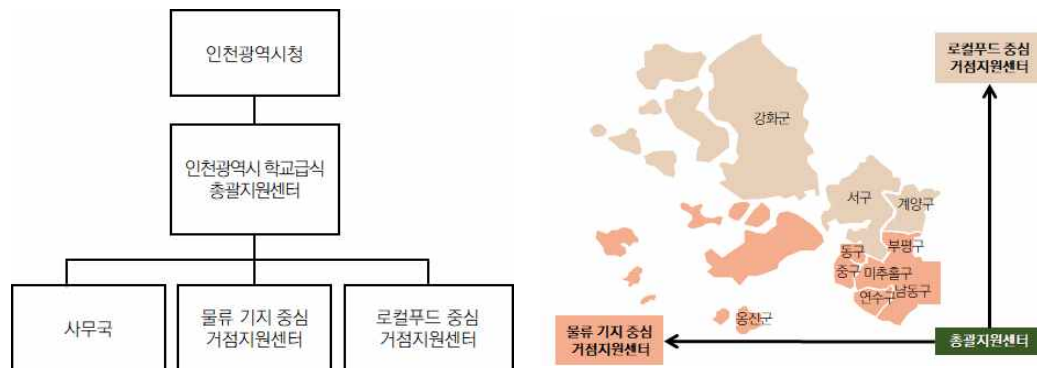 인천광역시청
인천광역시 학교급식
총괄지원센터
사무국
물류 기지 중심
거점지원센터
로컬푸드 중심
거점지원센터
로컬푸드 중심
거점지원센터
강화군
서구
계양구
부평구
동구
중구
미추홀구
남동구
연수구
옹진군
물류 기지 중심
거점지원센터
총괄지원센터